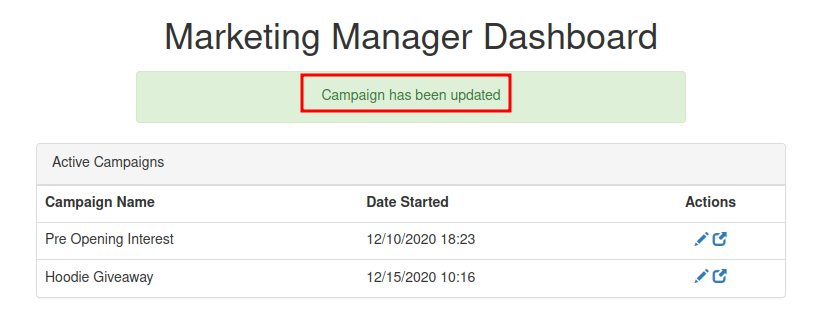 Marketing Manager Dashboard
Campaign has been updated
Active Campaigns
Campaign Name Date Started Actions
Pre Opening Interest 12/10/2020 18:23
Hoodie Giveaway 12/15/2020 10:16